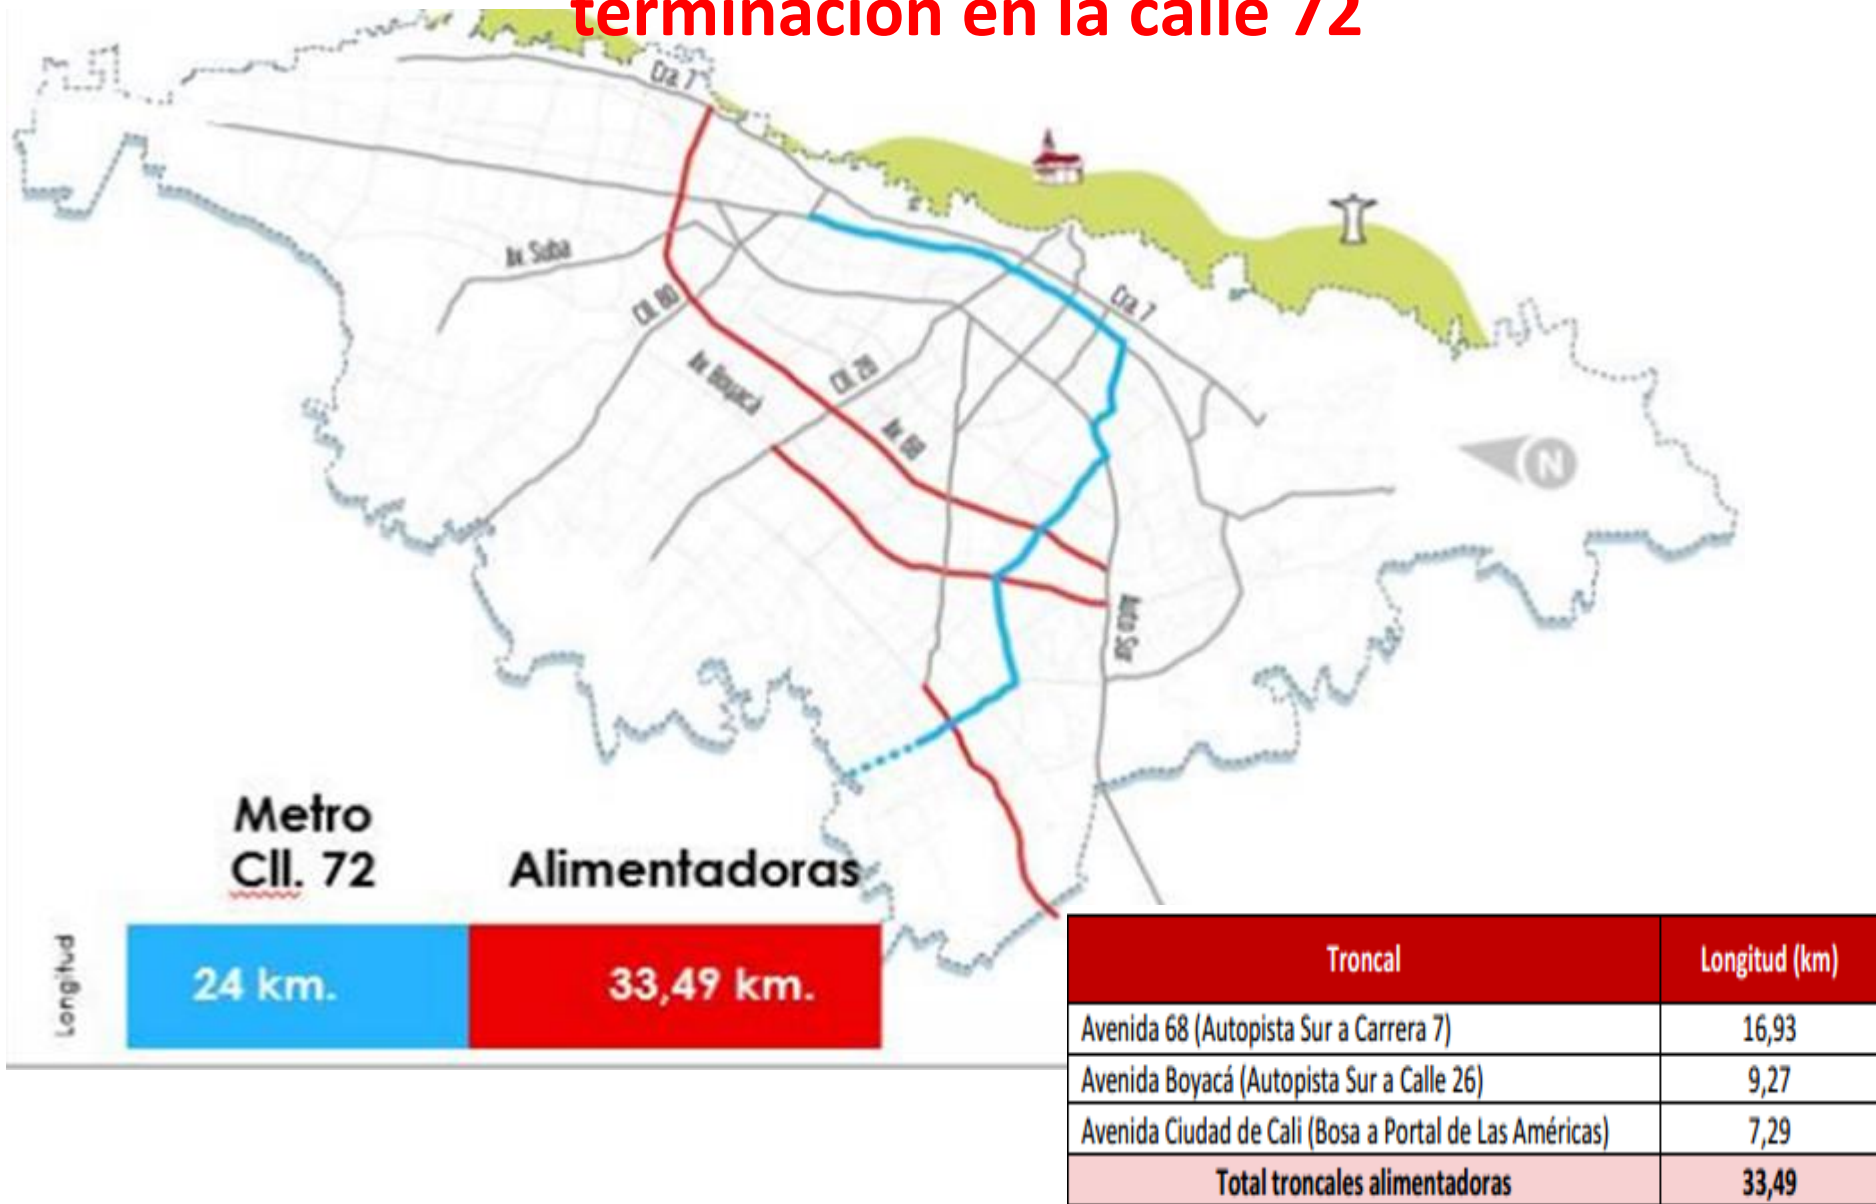 terminación en la calle 72
Cra. 7
Av. Suba
Cll. 80
Cra. 7
Av. Boyacá
Cll. 26
Av. 68
N
Auto Sur
Metro
Cll. 72
Alimentadoras
Longitud
24 km.
33,49 km.
Troncal Longitud (km)
Avenida 68 (Autopista Sur a Carrera 7) 16,93
Avenida Boyacá (Autopista Sur a Calle 26) 9,27
Avenida Ciudad de Cali (Bosa a Portal de Las Américas) 7,29
Total troncales alimentadoras 33,49